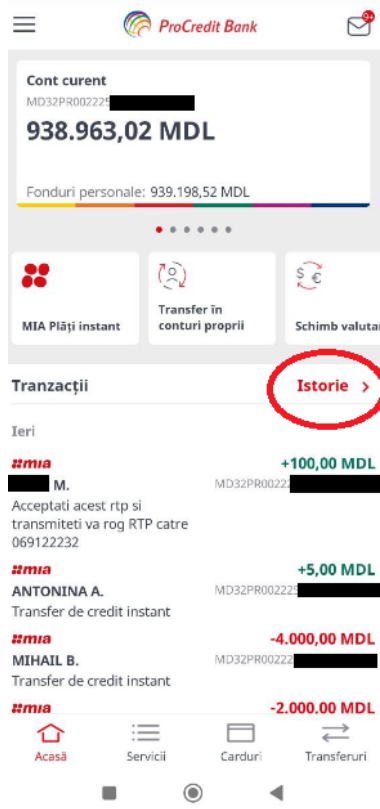 ProCredit Bank
9+
Cont curent
MD32PR002225
938.963,02 MDL
Fonduri personale: 939.198,52 MDL
MIA Plăți instant
Transfer în
conturi proprii
Schimb valutar
Tranzacții
Istorie >
Ieri
mia
+100,00 MDL
M.
MD32PR00222
Acceptati acest rtp si
transmiteti va rog RTP catre
069122232
mia
+5,00 MDL
ANTONINA A.
MD32PR002225
Transfer de credit instant
mia
-4.000,00 MDL
MIHAIL B.
MD32PR00222
Transfer de credit instant
mia
-2.000,00 MDL
Acasă
Servicii
Carduri
Transferuri